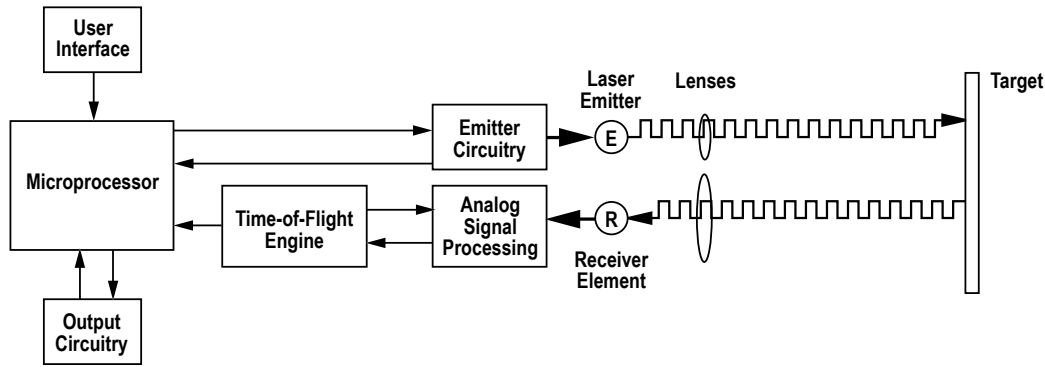 User
Interface
Microprocessor
Output
Circuitry
Time-of-Flight
Engine
Emitter
Circuitry
Analog
Signal
Processing
Laser
Emitter
E
R
Receiver
Element
Lenses
Target